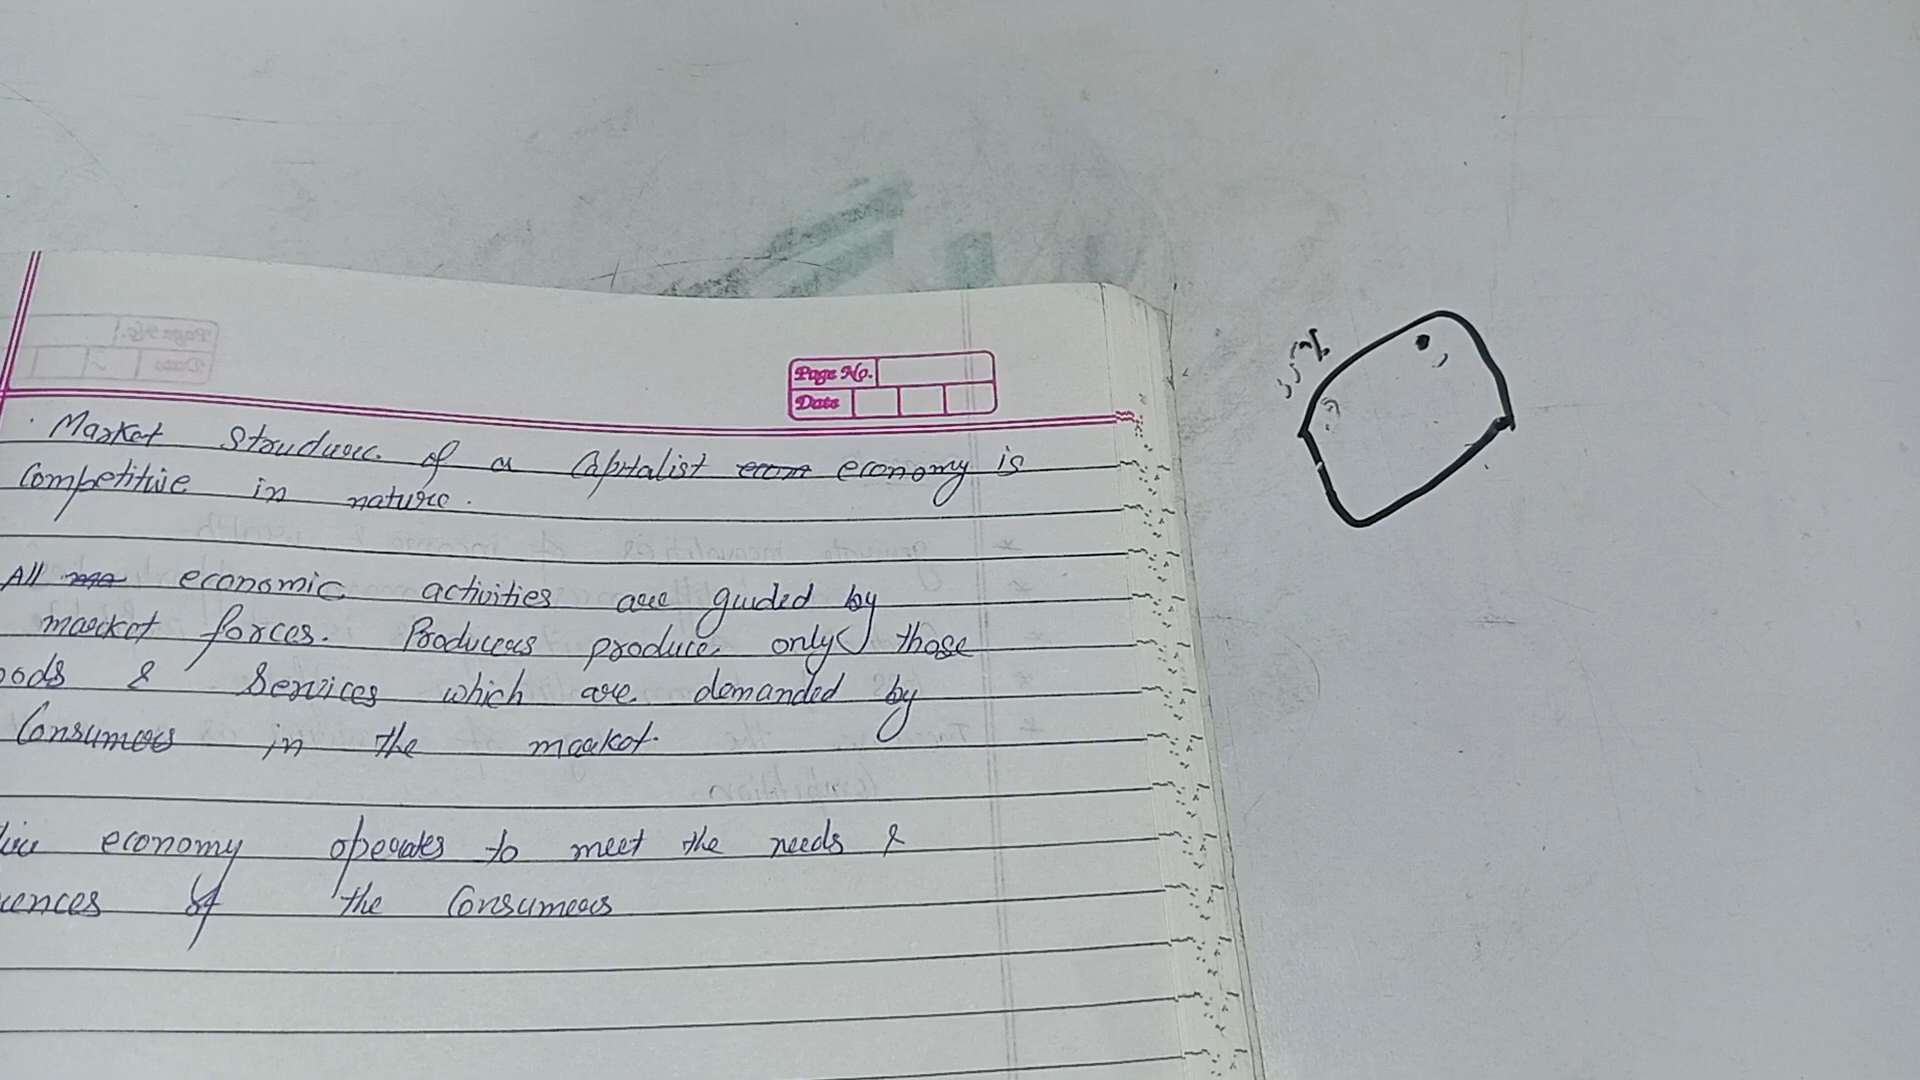 Page No.
Date
· Market Structure of a Capitalist economy is
Competitive in nature.
All economic activities are guided by
market forces. Producers produce only those
& Services which are demanded by
Consumers in the market.
economy operates to meet the needs &
of the Consumers